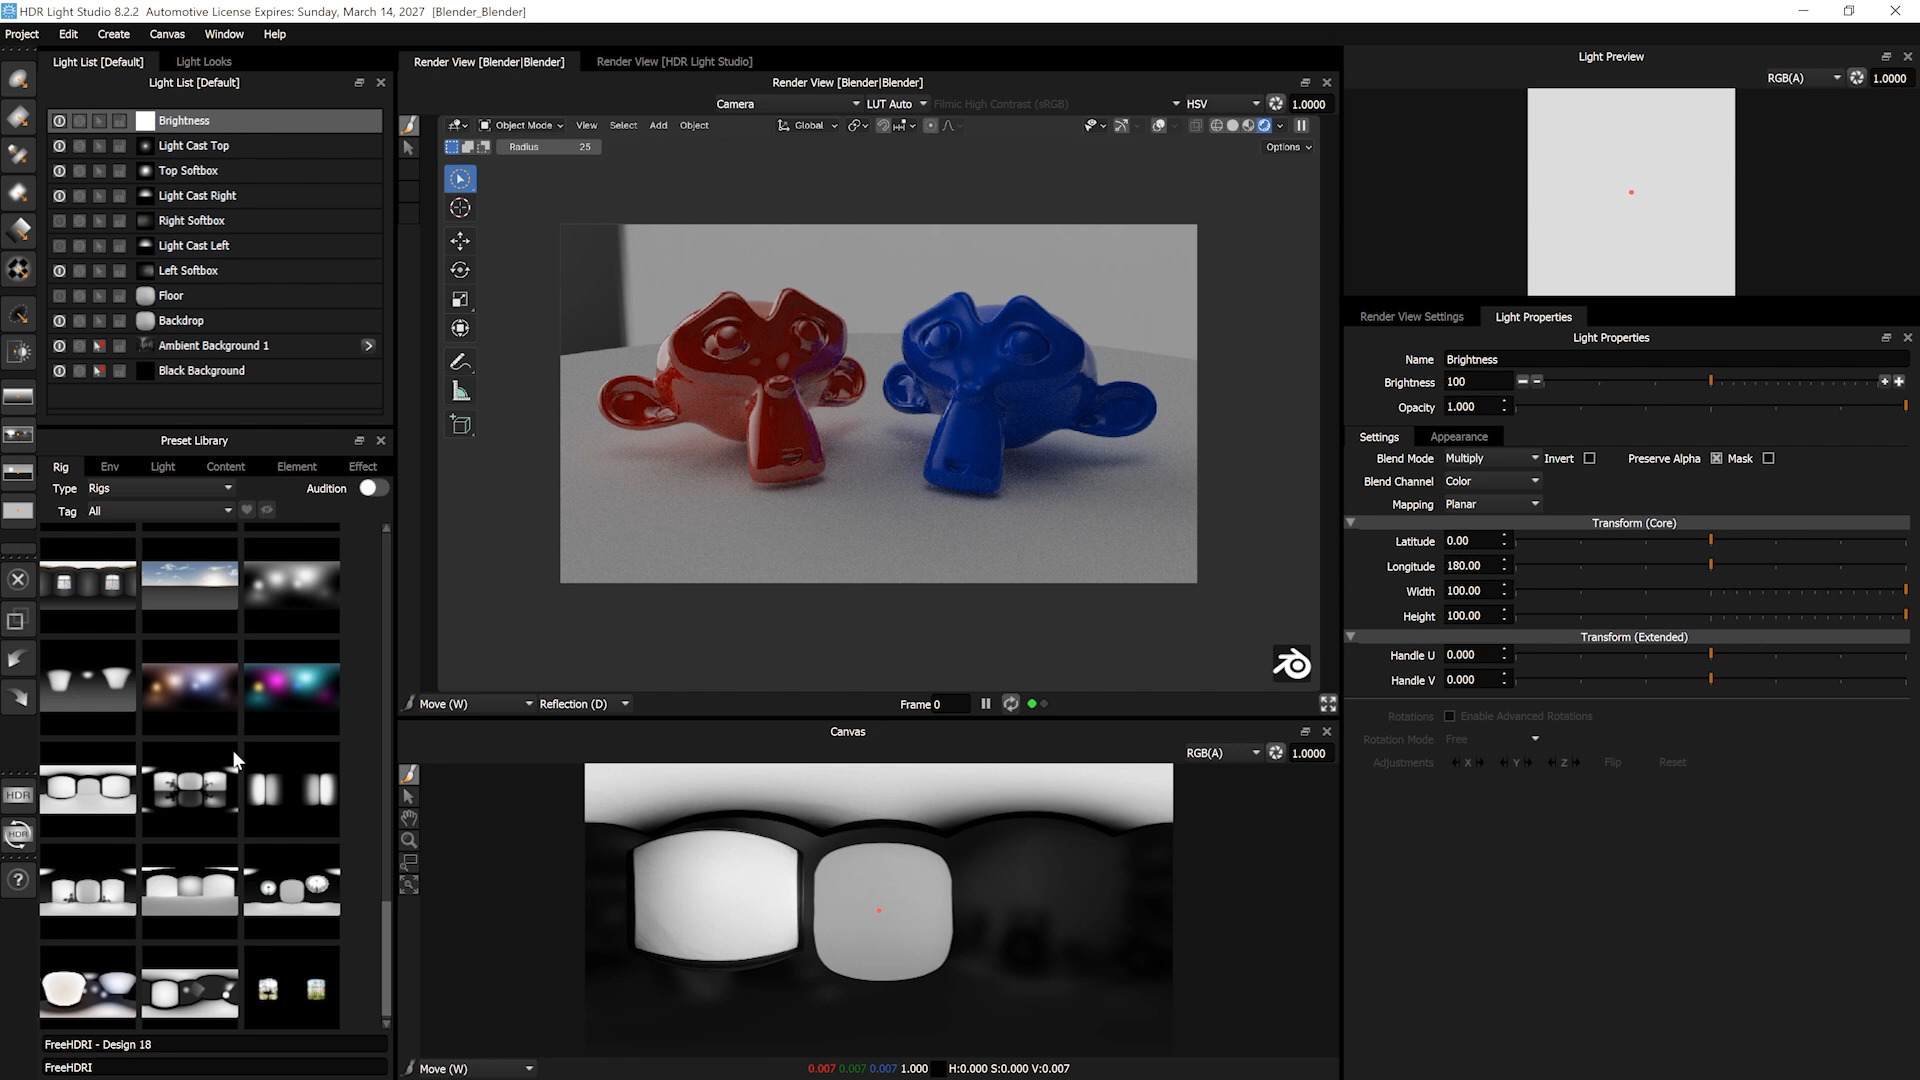 HDR Light Studio 8.2.2  Automotive License Expires: Sunday, March 14, 2027  [Blender_Blender]
Project Edit Create Canvas Window Help
Light List [Default] Light Looks
Light List [Default]
Brightness
Light Cast Top
Top Softbox
Light Cast Right
Right Softbox
Light Cast Left
Left Softbox
Floor
Backdrop
Ambient Background 1
Black Background
Preset Library
Rig Env Light Content Element Effect
Type Rigs Audition
Tag All
FreeHDRI - Design 18
FreeHDRI
HDR
HDR
Render View [Blender|Blender] Render View [HDR Light Studio]
Render View [Blender|Blender]
Camera LUT Auto Filmic High Contrast (sRGB) HSV 1.0000
Object Mode View Select Add Object Global
Radius 25 Options
Move (W) Reflection (D) Frame 0
Canvas
RGB(A) 1.0000
Move (W) 0.007 0.007 0.007 1.000 H:0.000 S:0.000 V:0.007
Light Preview
RGB(A) 1.0000
Render View Settings Light Properties
Light Properties
Name Brightness
Brightness 100
Opacity 1.000
Settings Appearance
Blend Mode Multiply Invert Preserve Alpha Mask
Blend Channel Color
Mapping Planar
Transform (Core)
Latitude 0.00
Longitude 180.00
Width 100.00
Height 100.00
Transform (Extended)
Handle U 0.000
Handle V 0.000
Rotations Enable Advanced Rotations
Rotation Mode Free
Adjustments X Y Z Flip Reset